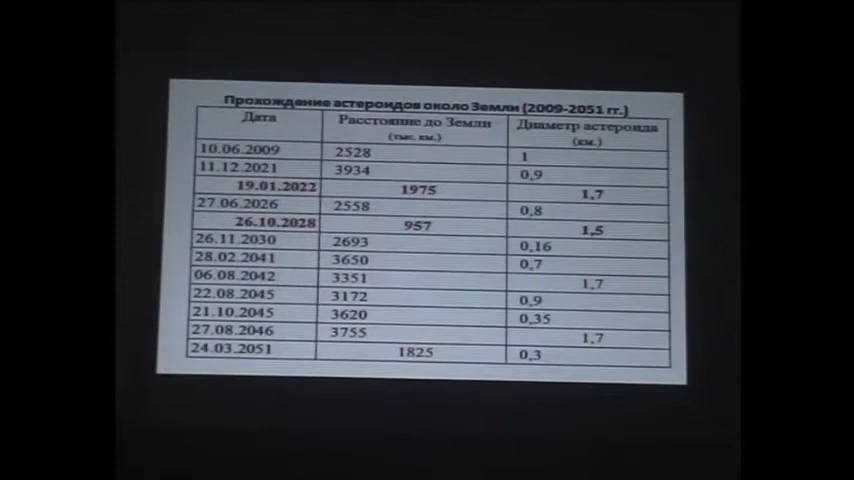 Прохождение астероидов около Земли (2009-2051 гг.)
Дата Расстояние до Земли (тыс. км.) Диаметр астероида (км.)
10.06.2009 2528 1
11.12.2021 3934 0,9
19.01.2022 1975 1,7
27.06.2026 2558 0,8
26.10.2028 957 1,5
26.11.2030 2693 0,16
28.02.2041 3650 0,7
06.08.2042 3351 1,7
22.08.2045 3172 0,9
21.10.2045 3620 0,35
27.08.2046 3755 1,7
24.03.2051 1825 0,3